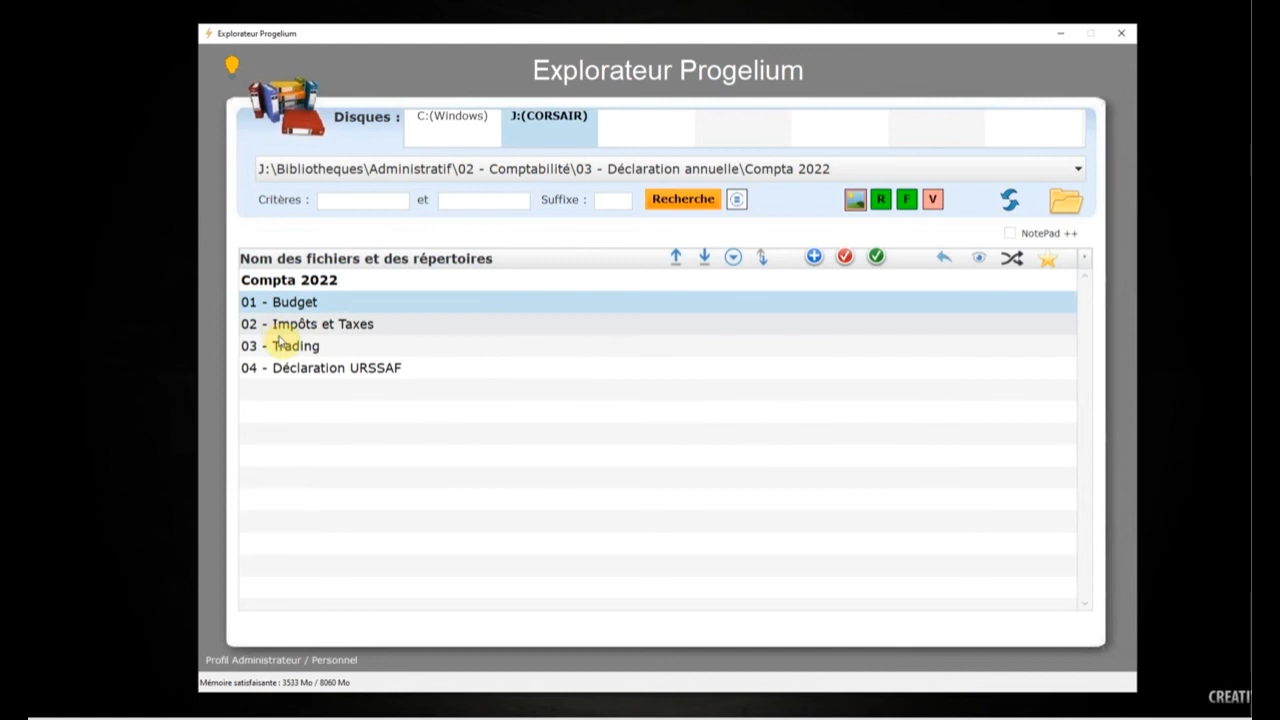 Explorateur Progelium
Explorateur Progelium
Disques : C:(Windows) J:(CORSAIR)
J:\Bibliotheques\Administratif\02 - Comptabilité\03 - Déclaration annuelle\Compta 2022
Critères : et Suffixe : Recherche R F V
NotePad ++
Nom des fichiers et des répertoires
Compta 2022
01 - Budget
02 - Impôts et Taxes
03 - Trading
04 - Déclaration URSSAF
Profil Administrateur / Personnel
Mémoire satisfaisante : 3533 Mo / 8060 Mo
CREATI